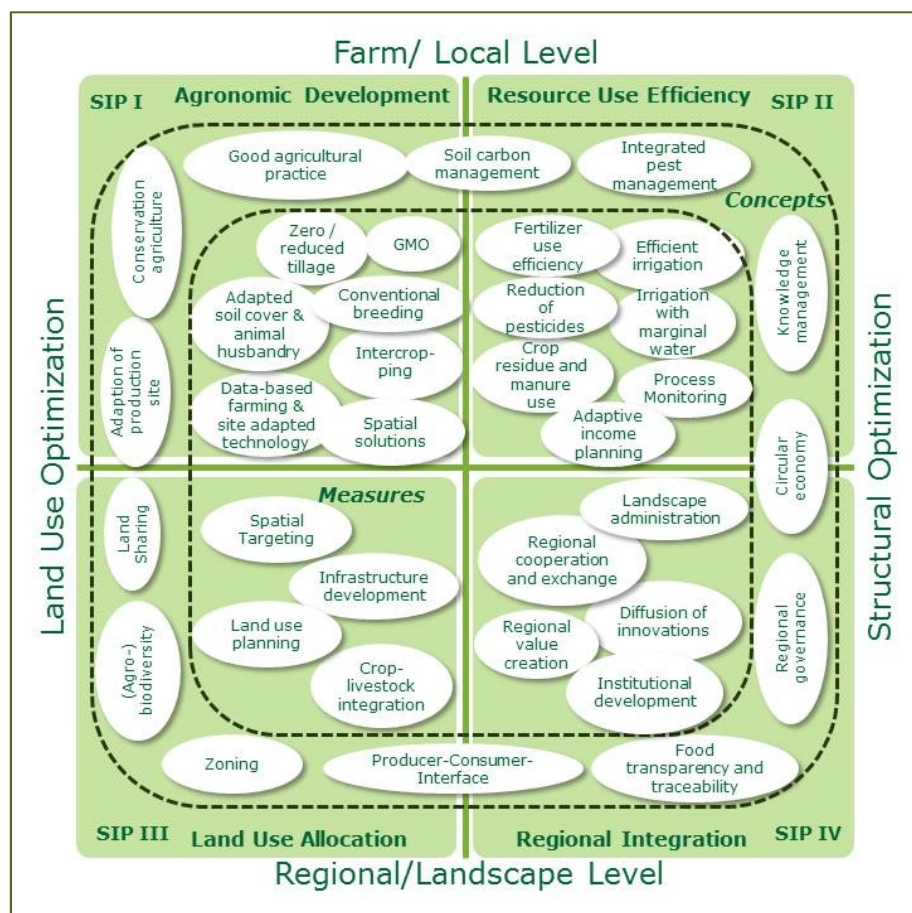 Farm/ Local Level
SIP I
Agronomic Development
Resource Use Efficiency
SIP II
Good agricultural
practice
Soil carbon
management
Integrated
pest
management
Concepts
Conservation
agriculture
Zero /
reduced
tillage
GMO
Fertilizer
use
efficiency
Efficient
irrigation
Knowledge
management
Adapted
soil cover &
animal
husbandry
Conventional
breeding
Reduction
of
pesticides
Irrigation
with
marginal
water
Land Use Optimization
Structural Optimization
Adaption of
production
site
Intercrop-
ping
Crop
residue and
manure use
Process
Monitoring
Data-based
farming &
site adapted
technology
Spatial
solutions
Adaptive
income
planning
Circular
economy
Measures
Land
Sharing
Spatial
Targeting
Landscape
administration
Infrastructure
development
Regional
cooperation
and exchange
(Agro-)
biodiversity
Land use
planning
Diffusion of
innovations
Regional
value
creation
Regional
governance
Crop-
livestock
integration
Institutional
development
Zoning
Producer-Consumer-
Interface
Food
transparency and
traceability
SIP III
Land Use Allocation
Regional Integration
SIP IV
Regional/Landscape Level